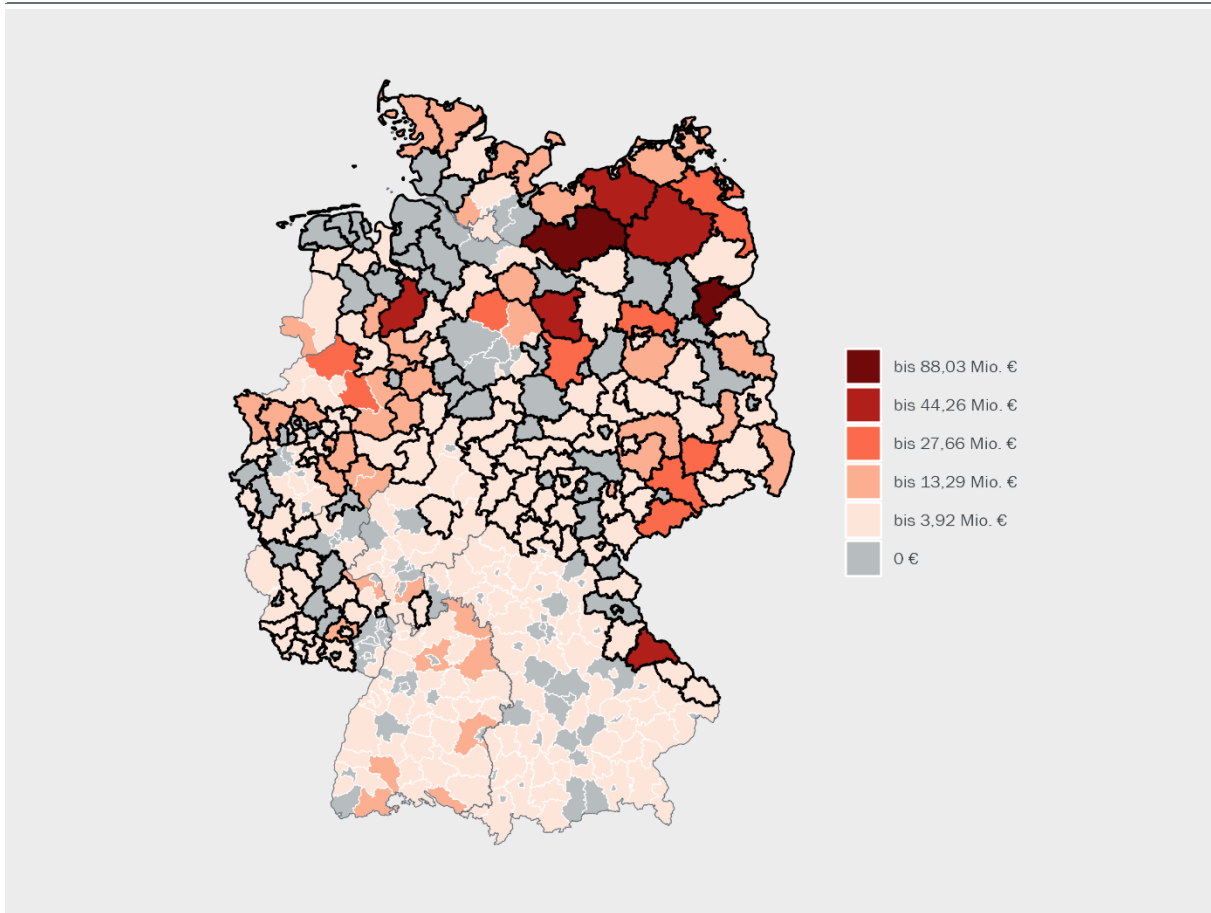 bis 88,03 Mio. €
bis 44,26 Mio. €
bis 27,66 Mio. €
bis 13,29 Mio. €
bis 3,92 Mio. €
0 €